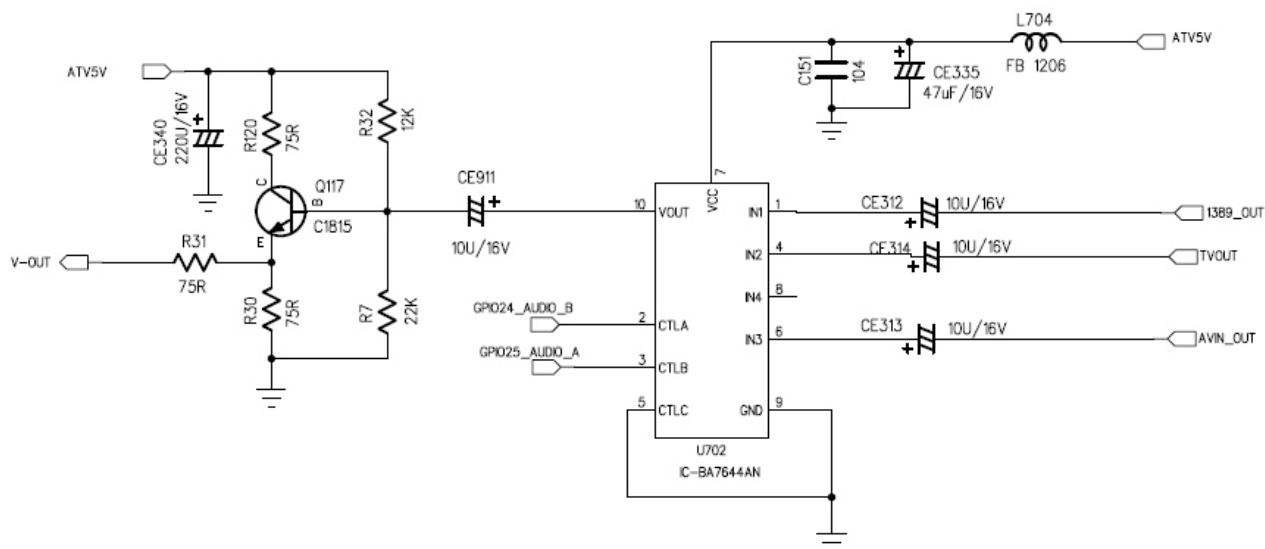 L704
ATV5V
FB 1206
C151
104
CE335
47uF/16V
ATV5V
CE340
220U/16V
R120
75R
R32
12K
C
Q117
B
C1815
E
CE911
10U/16V
R31
75R
V-OUT
R30
75R
R7
22K
7
VCC
10
VOUT
IN1
1
CE312
10U/16V
1389_OUT
IN2
4
CE314
10U/16V
TVOUT
IN4
8
GPIO24_AUDIO_B
2
CTLA
IN3
6
CE313
10U/16V
AVIN_OUT
GPIO25_AUDIO_A
3
CTLB
5
CTLC
GND
9
U702
IC-BA7644AN